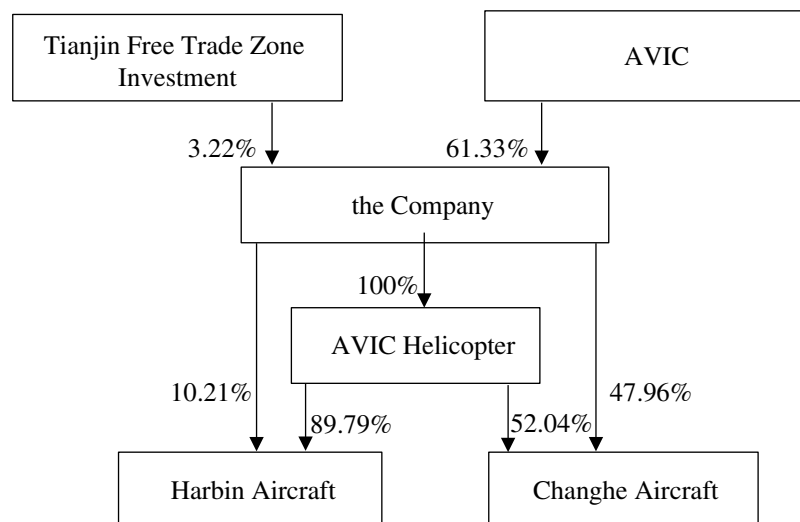 Tianjin Free Trade Zone
Investment
AVIC
3.22%
61.33%
the Company
100%
AVIC Helicopter
10.21%
89.79%
52.04%
47.96%
Harbin Aircraft
Changhe Aircraft